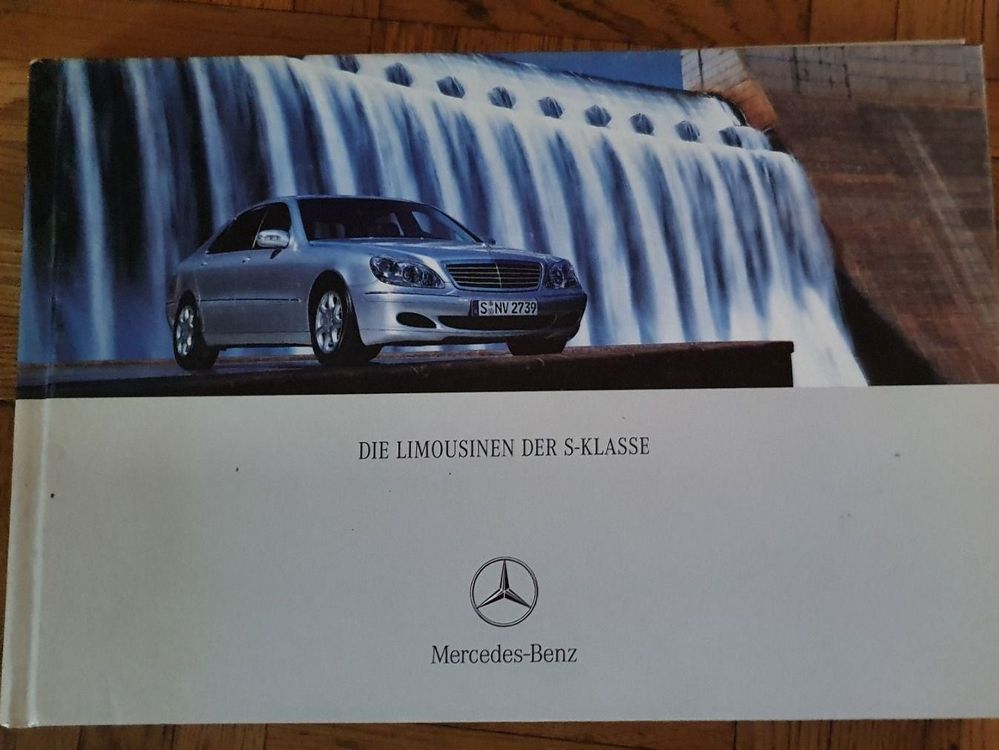 S NV 2739
DIE LIMOUSINEN DER S-KLASSE
Mercedes-Benz